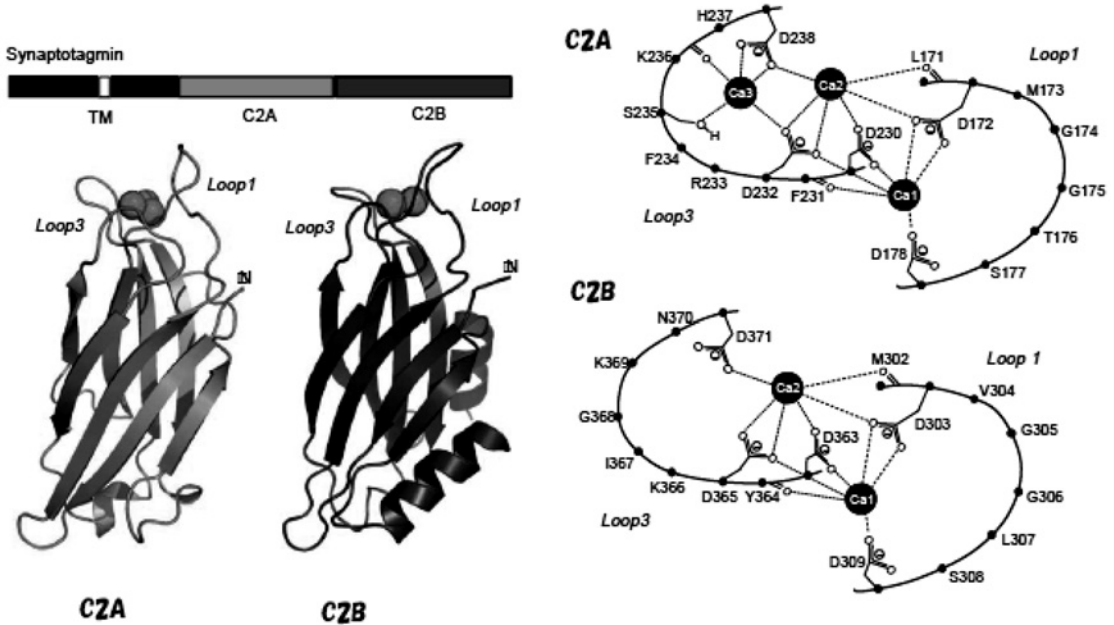 Synaptotagmin
TM
C2A
C2B
Loop3
Loop1
N
C2A
Loop3
Loop1
N
C2B
C2A
H237
D238
K236
Ca3
Ca2
L171
Loop1
M173
S235
H
D230
D172
G174
F234
R233
D232
F231
Ca1
G175
Loop3
T176
D178
S177
C2B
N370
D371
K369
Ca2
M302
Loop 1
V304
G368
D363
D303
G305
I367
K366
D365
Y364
Ca1
G306
Loop3
L307
D309
S308